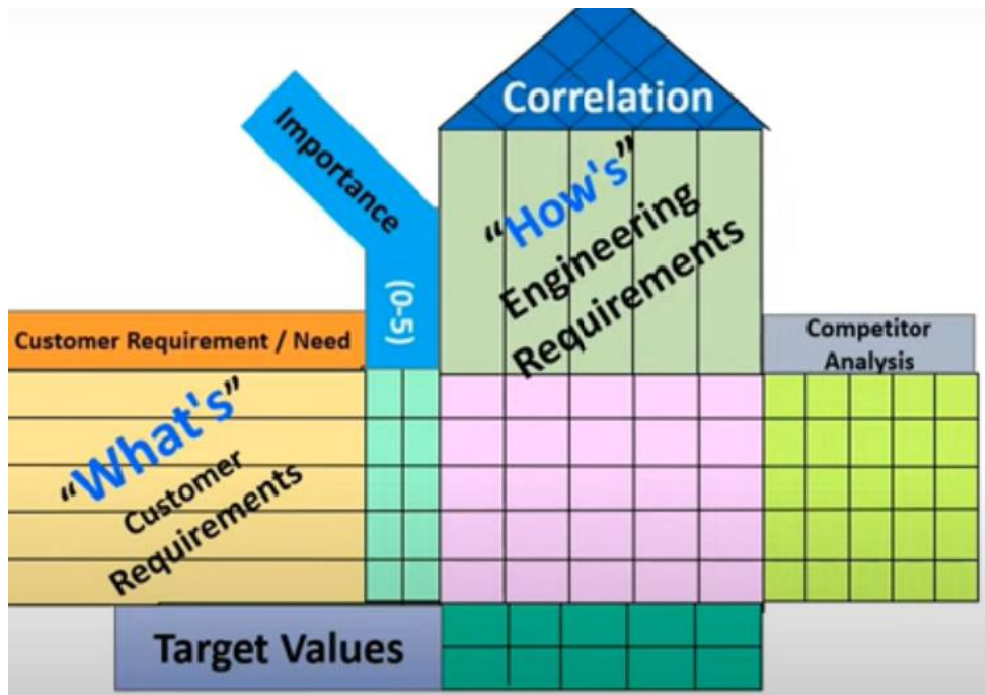 Correlation
Importance
(0-5)
“How's”
Engineering
Requirements
Customer Requirement / Need
Competitor
Analysis
“What's”
Customer
Requirements
Target Values